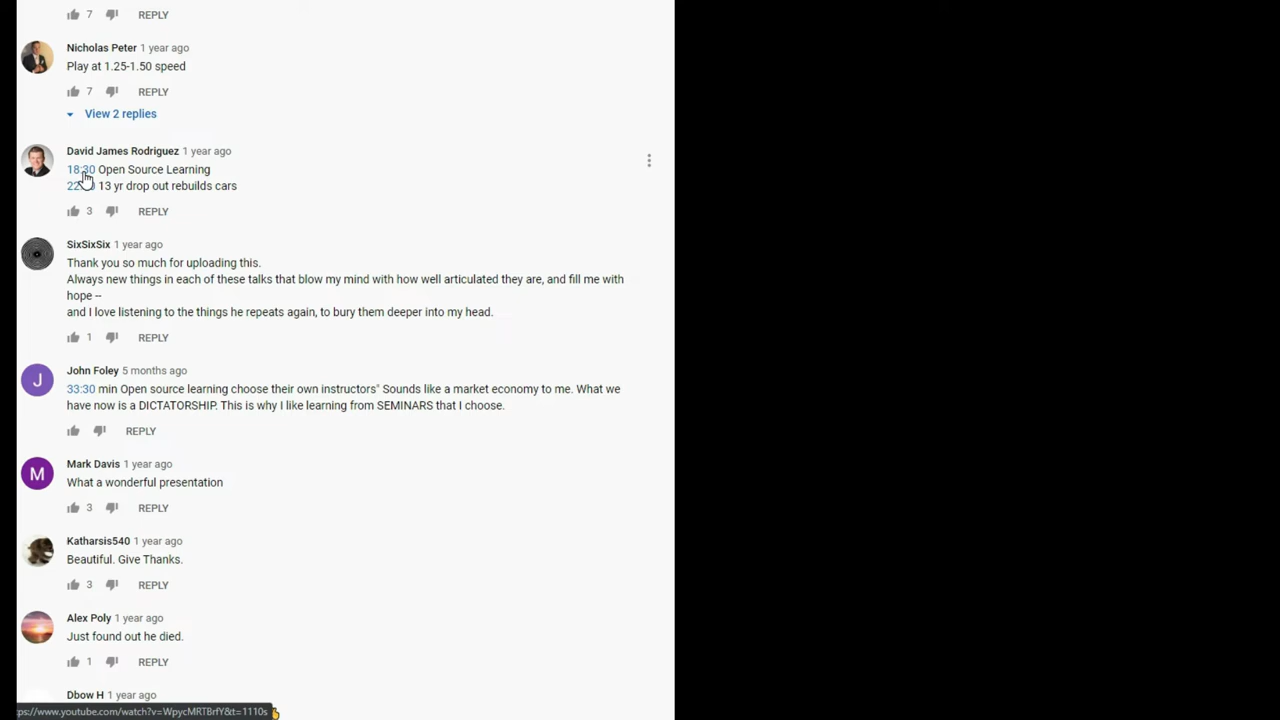 7 REPLY
Nicholas Peter 1 year ago
Play at 1.25-1.50 speed
7 REPLY
View 2 replies
David James Rodriguez 1 year ago
18:30 Open Source Learning
13 yr drop out rebuilds cars
3 REPLY
SixSixSix 1 year ago
Thank you so much for uploading this.
Always new things in each of these talks that blow my mind with how well articulated they are, and fill me with
hope --
and I love listening to the things he repeats again, to bury them deeper into my head.
1 REPLY
John Foley 5 months ago
33:30 min Open source learning choose their own instructors" Sounds like a market economy to me. What we
have now is a DICTATORSHIP. This is why I like learning from SEMINARS that I choose.
REPLY
Mark Davis 1 year ago
What a wonderful presentation
3 REPLY
Katharsis540 1 year ago
Beautiful. Give Thanks.
3 REPLY
Alex Poly 1 year ago
Just found out he died.
1 REPLY
Dbow H 1 year ago
tps://www.youtube.com/watch?v=WpycMRTBrfY&t=1110s
J
M